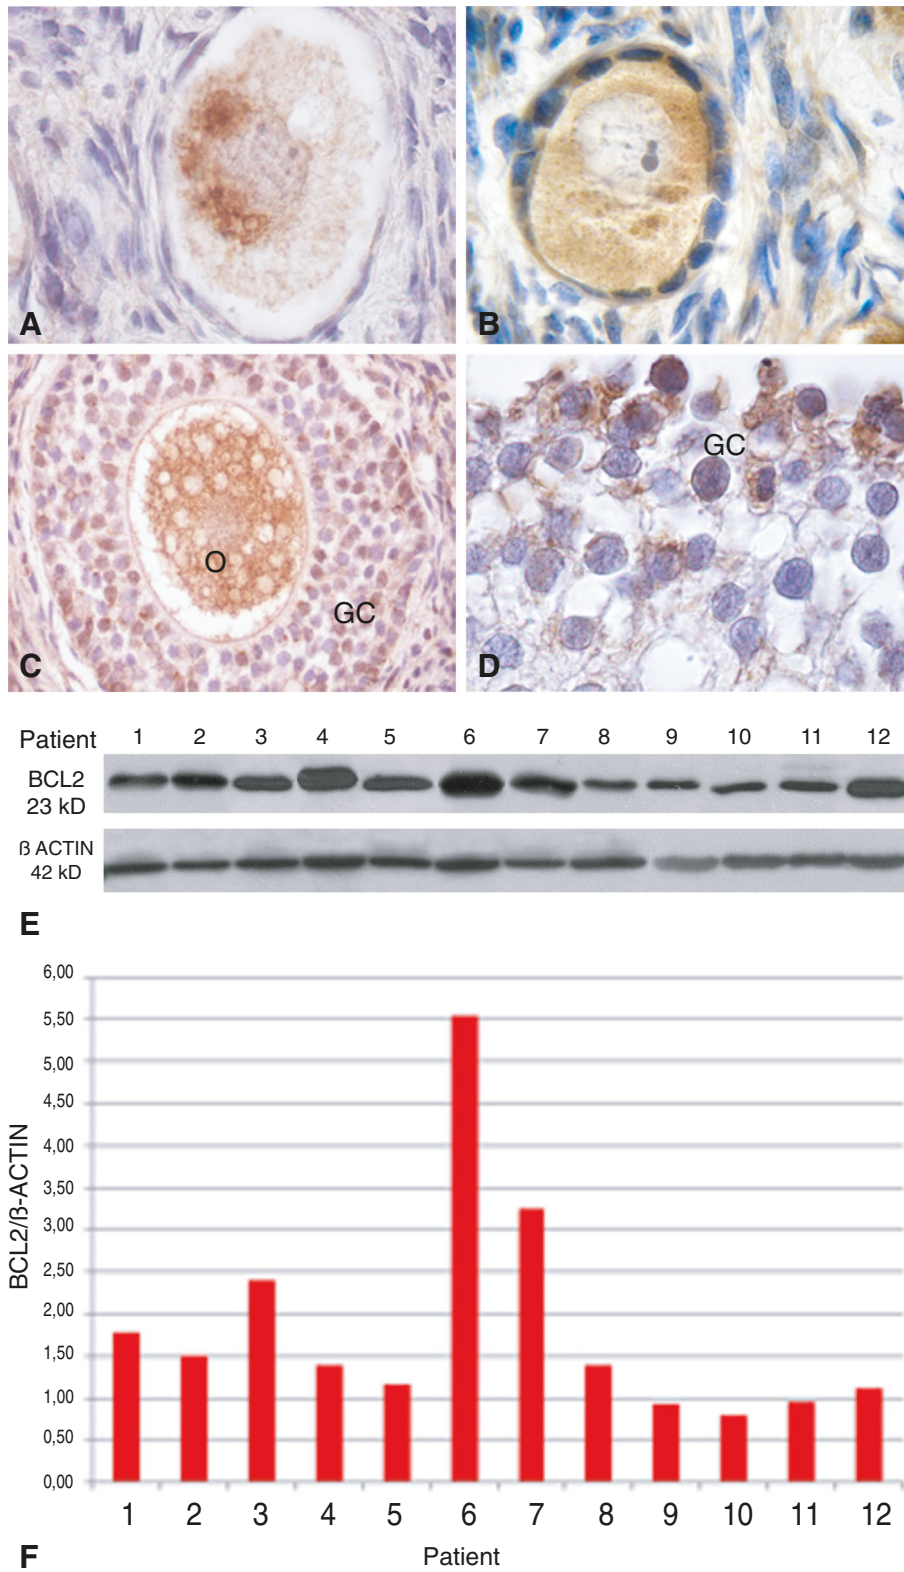 A
B
O
GC
C
GC
D
Patient 1 2 3 4 5 6 7 8 9 10 11 12
BCL2
23 kD
ß ACTIN
42 kD
E
6,00
5,50
5,00
4,50
4,00
3,50
3,00
2,50
2,00
1,50
1,00
0,50
0,00
BCL2/ß-ACTIN
1 2 3 4 5 6 7 8 9 10 11 12
Patient
F